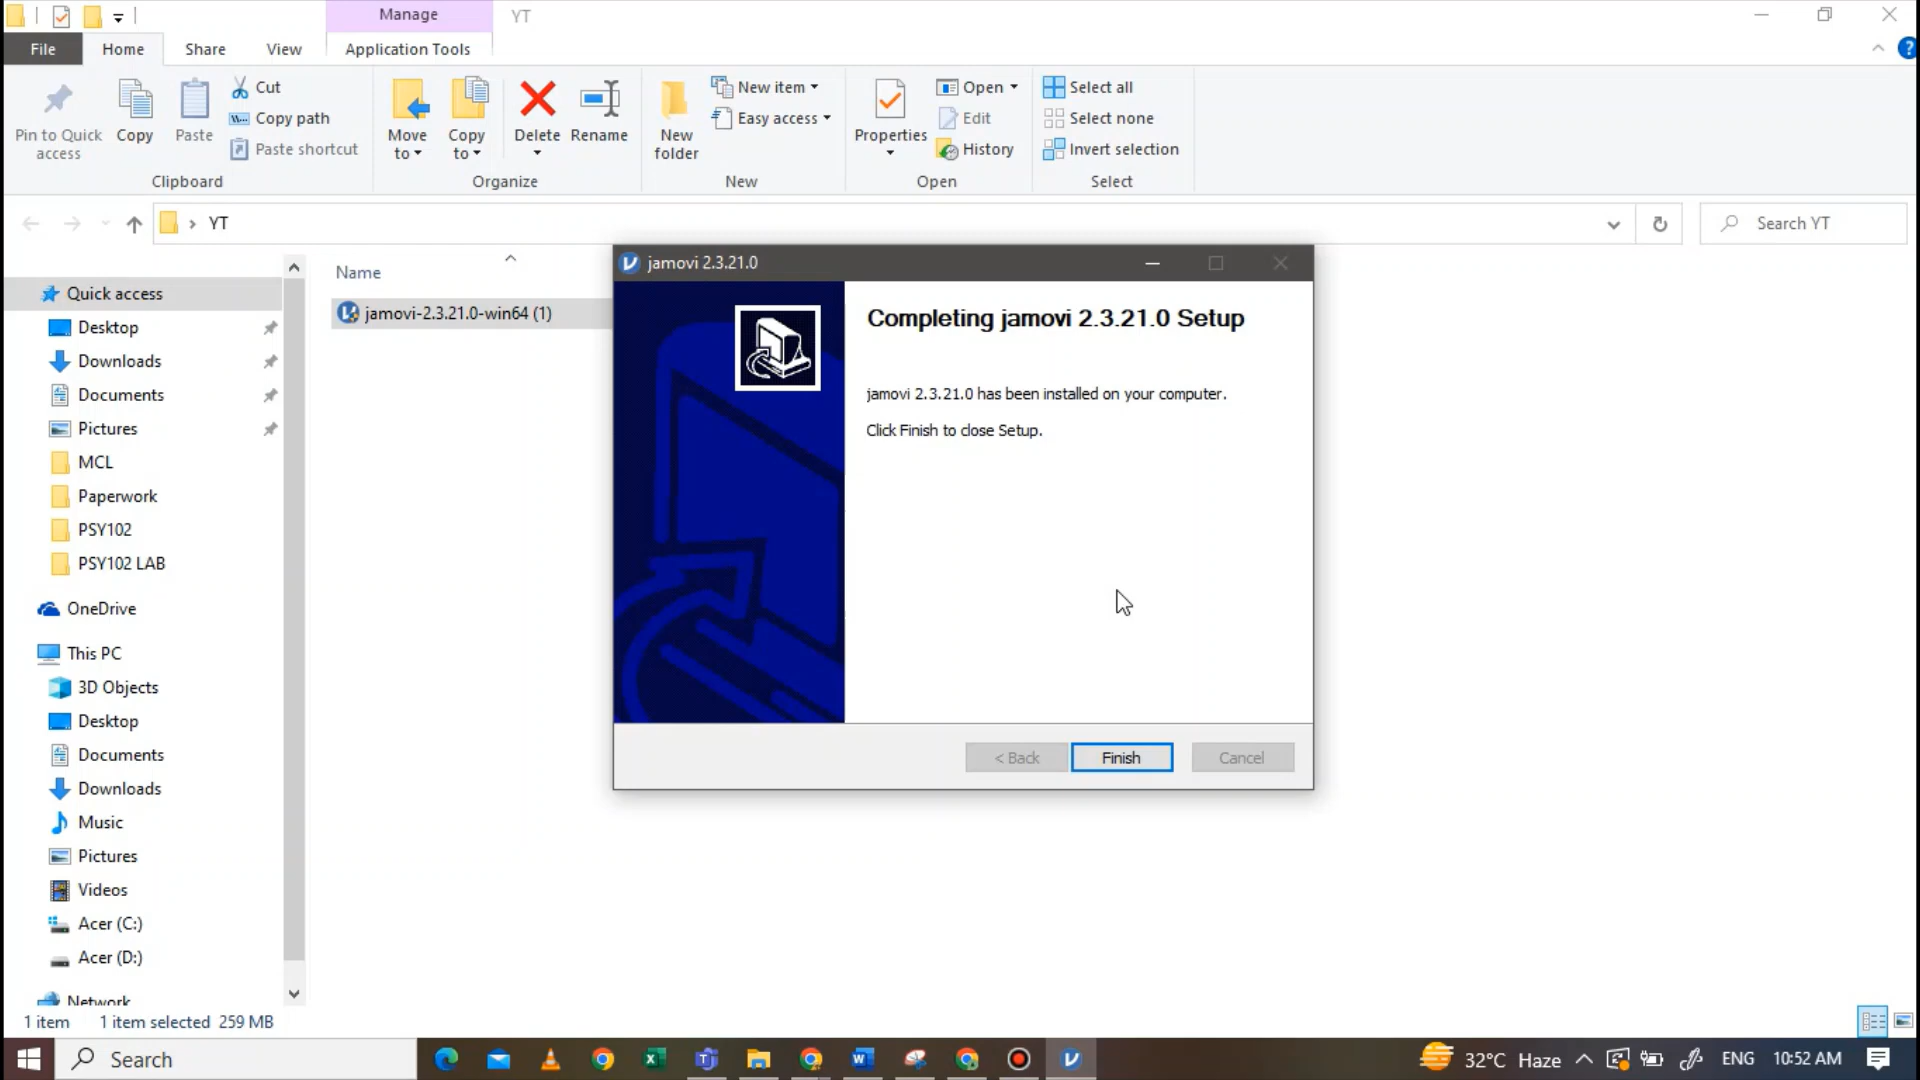 Manage
YT
File
Home
Share
View
Application Tools
Pin to Quick
access
Copy
Paste
Cut
Copy path
Paste shortcut
Clipboard
Move
to
Copy
to
Delete
Rename
Organize
New
folder
New item
Easy access
New
Properties
Open
Edit
History
Open
Select all
Select none
Invert selection
Select
YT
Search YT
Name
jamovi-2.3.21.0-win64 (1)
Quick access
Desktop
Downloads
Documents
Pictures
MCL
Paperwork
PSY102
PSY102 LAB
OneDrive
This PC
3D Objects
Desktop
Documents
Downloads
Music
Pictures
Videos
Acer (C:)
Acer (D:)
Network
jamovi 2.3.21.0
Completing jamovi 2.3.21.0 Setup
jamovi 2.3.21.0 has been installed on your computer.
Click Finish to close Setup.
< Back
Finish
Cancel
1 item
1 item selected 259 MB
Search
32°C Haze
ENG
10:52 AM